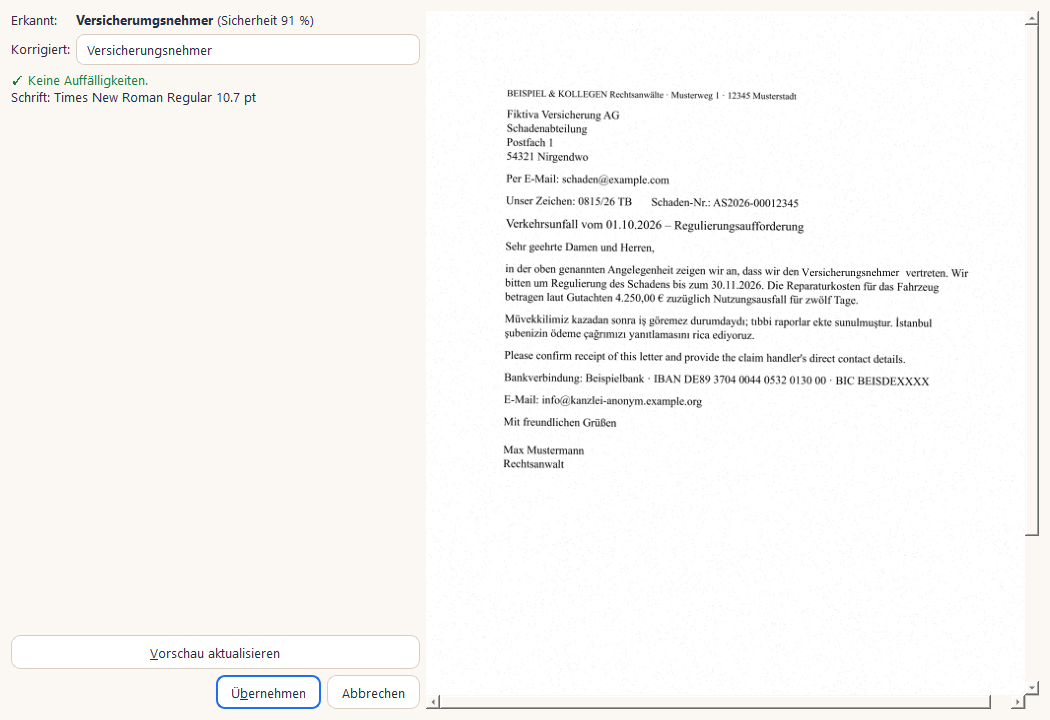 Erkannt: Versicherumgsnehmer (Sicherheit 91 %)
Korrigiert: Versicherungsnehmer
✓ Keine Auffälligkeiten.
Schrift: Times New Roman Regular 10.7 pt
Vorschau aktualisieren
Übernehmen Abbrechen
BEISPIEL & KOLLEGEN Rechtsanwälte · Musterweg 1 · 12345 Musterstadt
Fiktiva Versicherung AG
Schadenabteilung
Postfach 1
54321 Nirgendwo
Per E-Mail: schaden@example.com
Unser Zeichen: 0815/26 TB Schaden-Nr.: AS2026-00012345
Verkehrsunfall vom 01.10.2026 – Regulierungsaufforderung
Sehr geehrte Damen und Herren,
in der oben genannten Angelegenheit zeigen wir an, dass wir den Versicherungsnehmer vertreten. Wir
bitten um Regulierung des Schadens bis zum 30.11.2026. Die Reparaturkosten für das Fahrzeug
betragen laut Gutachten 4.250,00 € zuzüglich Nutzungsausfall für zwölf Tage.
Müvekkilimiz kazadan sonra iş göremez durumdaydı; tıbbi raporlar ekte sunulmuştur. İstanbul
şubenizin ödeme çağrımızı yanıtlamasını rica ediyoruz.
Please confirm receipt of this letter and provide the claim handler's direct contact details.
Bankverbindung: Beispielbank · IBAN DE89 3704 0044 0532 0130 00 · BIC BEISDEXXXX
E-Mail: info@kanzlei-anonym.example.org
Mit freundlichen Grüßen
Max Mustermann
Rechtsanwalt